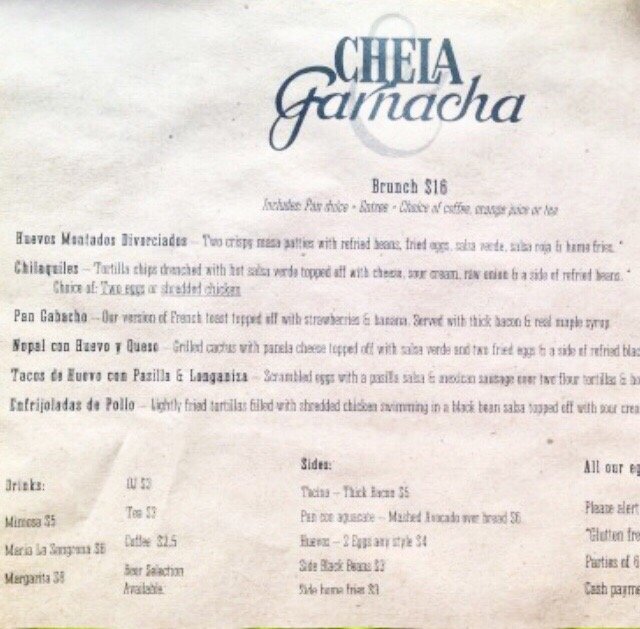 CHELA
&
Garnacha
Brunch $16
Includes: Pan dulce + Entree + Choice of coffee, orange juice or tea
Huevos Montados Divorciados – Two crispy masa patties with refried beans, fried eggs, salsa verde, salsa roja & home fries. *
Chilaquiles – Tortilla chips drenched with hot salsa verde topped off with cheese, sour cream, raw onion & a side of refried beans. *
Choice of: Two eggs or shredded chicken
Pan Gabacho – Our version of French toast topped off with strawberries & banana. Served with thick bacon & real maple syrup
Nopal con Huevo y Queso – Grilled cactus with panela cheese topped off with salsa verde and two fried eggs & a side of refried blac
Tacos de Huevo con Pasilla & Longaniza – Scrambled eggs with a pasilla salsa & mexican sausage over two flour tortillas & ho
Enfrijoladas de Pollo – Lightly fried tortillas filled with shredded chicken swimming in a black bean salsa topped off with sour crea
Drinks:
Mimosa $5
Maria La Sangrona $6
Margarita $8
OJ $3
Tea $3
Coffee $2.5
Beer Selection
Available.
Sides:
Tocino – Thick Bacon $5
Pan con aguacate – Mashed Avocado over bread $6
Huevos – 2 Eggs any style $4
Side Black Beans $3
Side home fries $3
All our eg
Please alert
*Glutten fre
Parties of 6
Cash payme